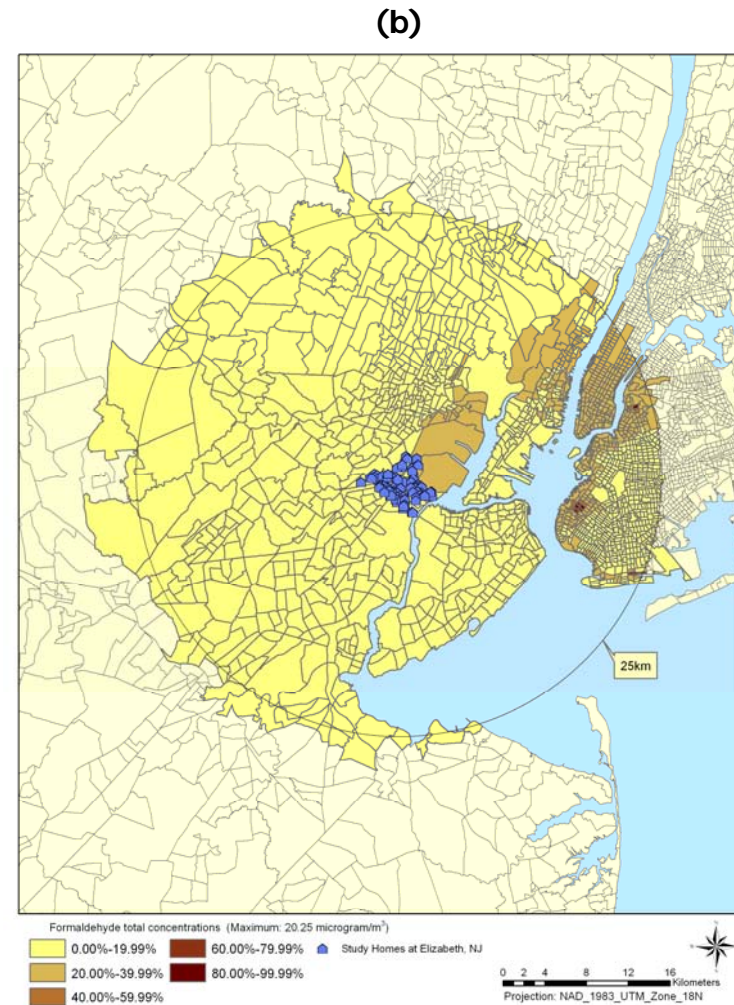 (b)
25km
Formaldehyde total concentrations (Maximum: 20.25 microgram/m³)
0.00%-19.99% 60.00%-79.99% Study Homes at Elizabeth, NJ
20.00%-39.99% 80.00%-99.99%
40.00%-59.99%
0 2 4 8 12 16
Kilometers
Projection: NAD_1983_UTM_Zone_18N